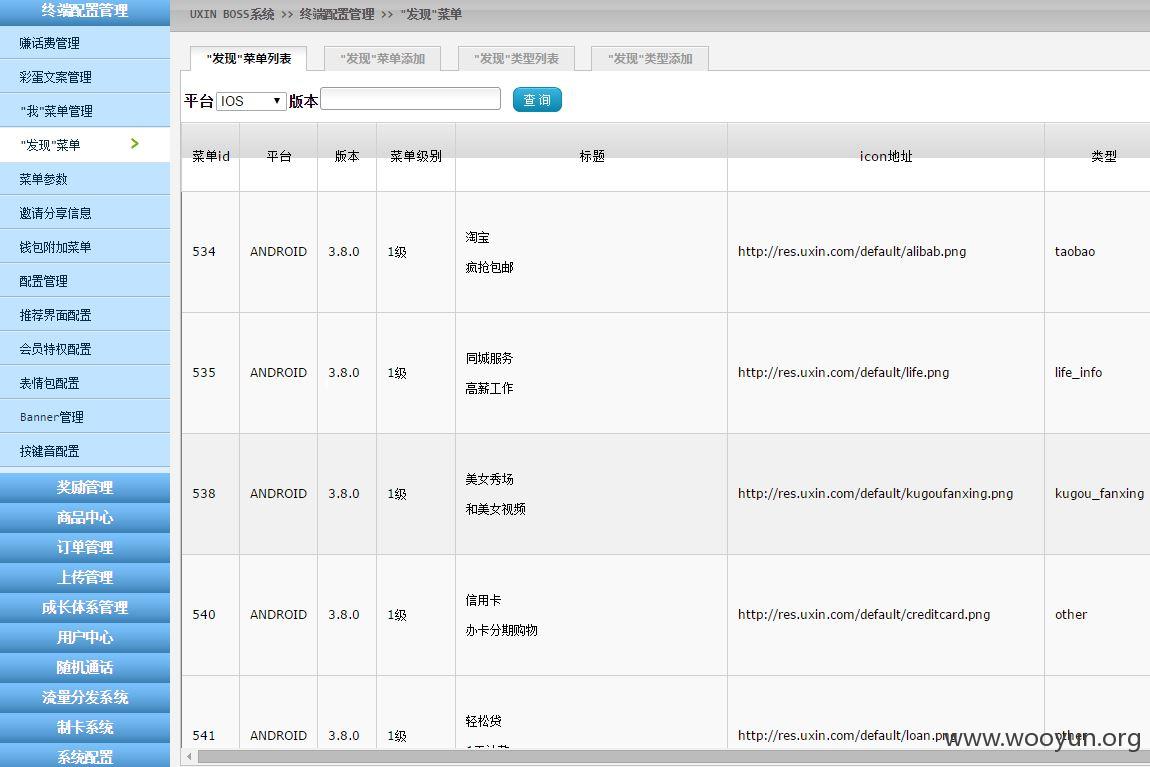 终端配置管理
UXIN BOSS系统 >> 终端配置管理 >> "发现"菜单
赚话费管理
彩蛋文案管理
"我"菜单管理
"发现"菜单
菜单参数
邀请分享信息
钱包附加菜单
配置管理
推荐界面配置
会员特权配置
表情包配置
Banner管理
按键音配置
奖励管理
商品中心
订单管理
上传管理
成长体系管理
用户中心
随机通话
流量分发系统
制卡系统
系统配置
"发现"菜单列表 "发现"菜单添加 "发现"类型列表 "发现"类型添加
平台 IOS 版本 查询
菜单id 平台 版本 菜单级别 标题 icon地址 类型
534 ANDROID 3.8.0 1级 淘宝 http://res.uxin.com/default/alibab.png taobao
疯抢包邮
535 ANDROID 3.8.0 1级 同城服务 http://res.uxin.com/default/life.png life_info
高薪工作
538 ANDROID 3.8.0 1级 美女秀场 http://res.uxin.com/default/kugoufanxing.png kugou_fanxing
和美女视频
540 ANDROID 3.8.0 1级 信用卡 http://res.uxin.com/default/creditcard.png other
办卡分期购物
541 ANDROID 3.8.0 1级 轻松贷 http://res.uxin.com/default/loan.png other
www.wooyun.org